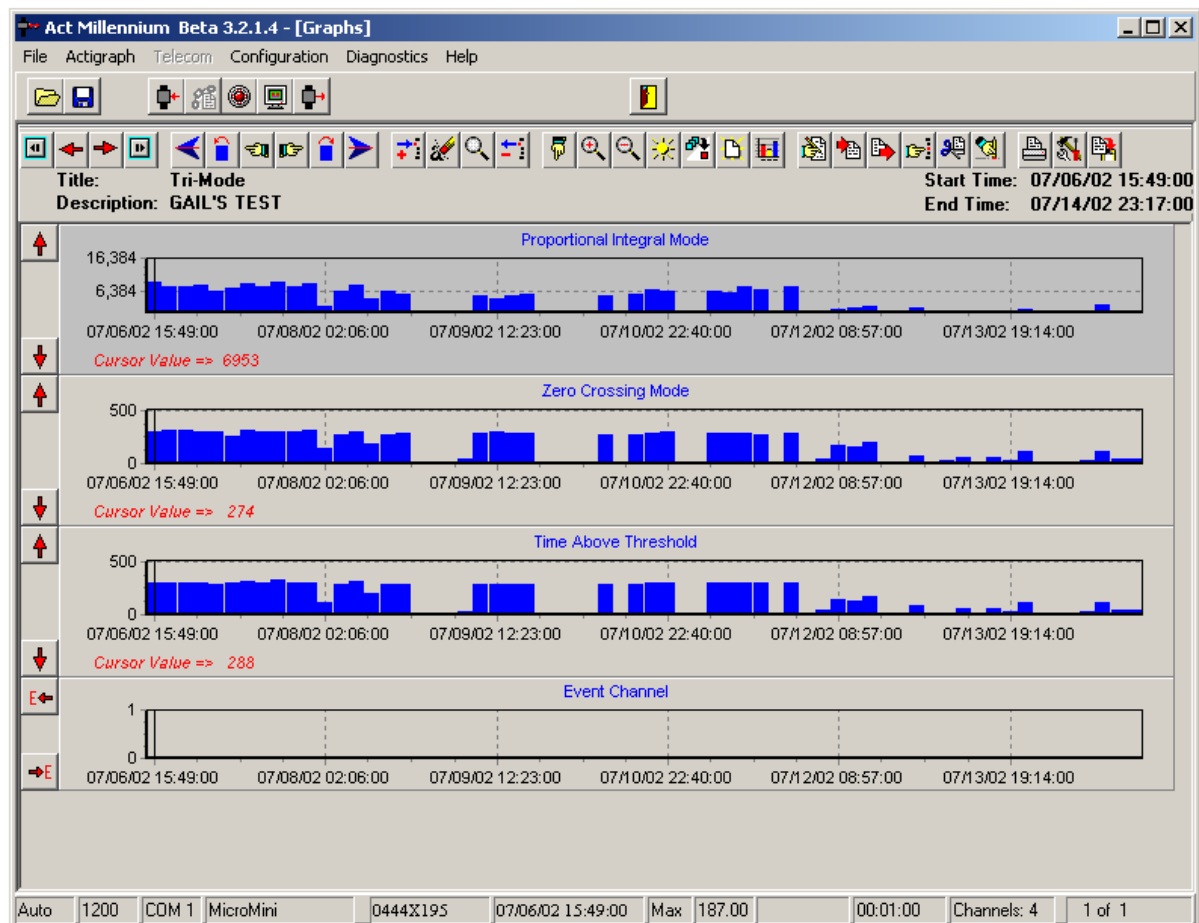 Act Millennium Beta 3.2.1.4 - [Graphs]
File Actigraph Telecom Configuration Diagnostics Help
Title: Tri-Mode Start Time: 07/06/02 15:49:00
Description: GAIL'S TEST End Time: 07/14/02 23:17:00
Proportional Integral Mode
16,384
6,384
07/06/02 15:49:00 07/08/02 02:06:00 07/09/02 12:23:00 07/10/02 22:40:00 07/12/02 08:57:00 07/13/02 19:14:00
Cursor Value => 6953
Zero Crossing Mode
500
0
07/06/02 15:49:00 07/08/02 02:06:00 07/09/02 12:23:00 07/10/02 22:40:00 07/12/02 08:57:00 07/13/02 19:14:00
Cursor Value => 274
Time Above Threshold
500
0
07/06/02 15:49:00 07/08/02 02:06:00 07/09/02 12:23:00 07/10/02 22:40:00 07/12/02 08:57:00 07/13/02 19:14:00
Cursor Value => 288
E
Event Channel
1
0
E
07/06/02 15:49:00 07/08/02 02:06:00 07/09/02 12:23:00 07/10/02 22:40:00 07/12/02 08:57:00 07/13/02 19:14:00
Auto 1200 COM 1 MicroMini 0444X195 07/06/02 15:49:00 Max 187.00 00:01:00 Channels: 4 1 of 1